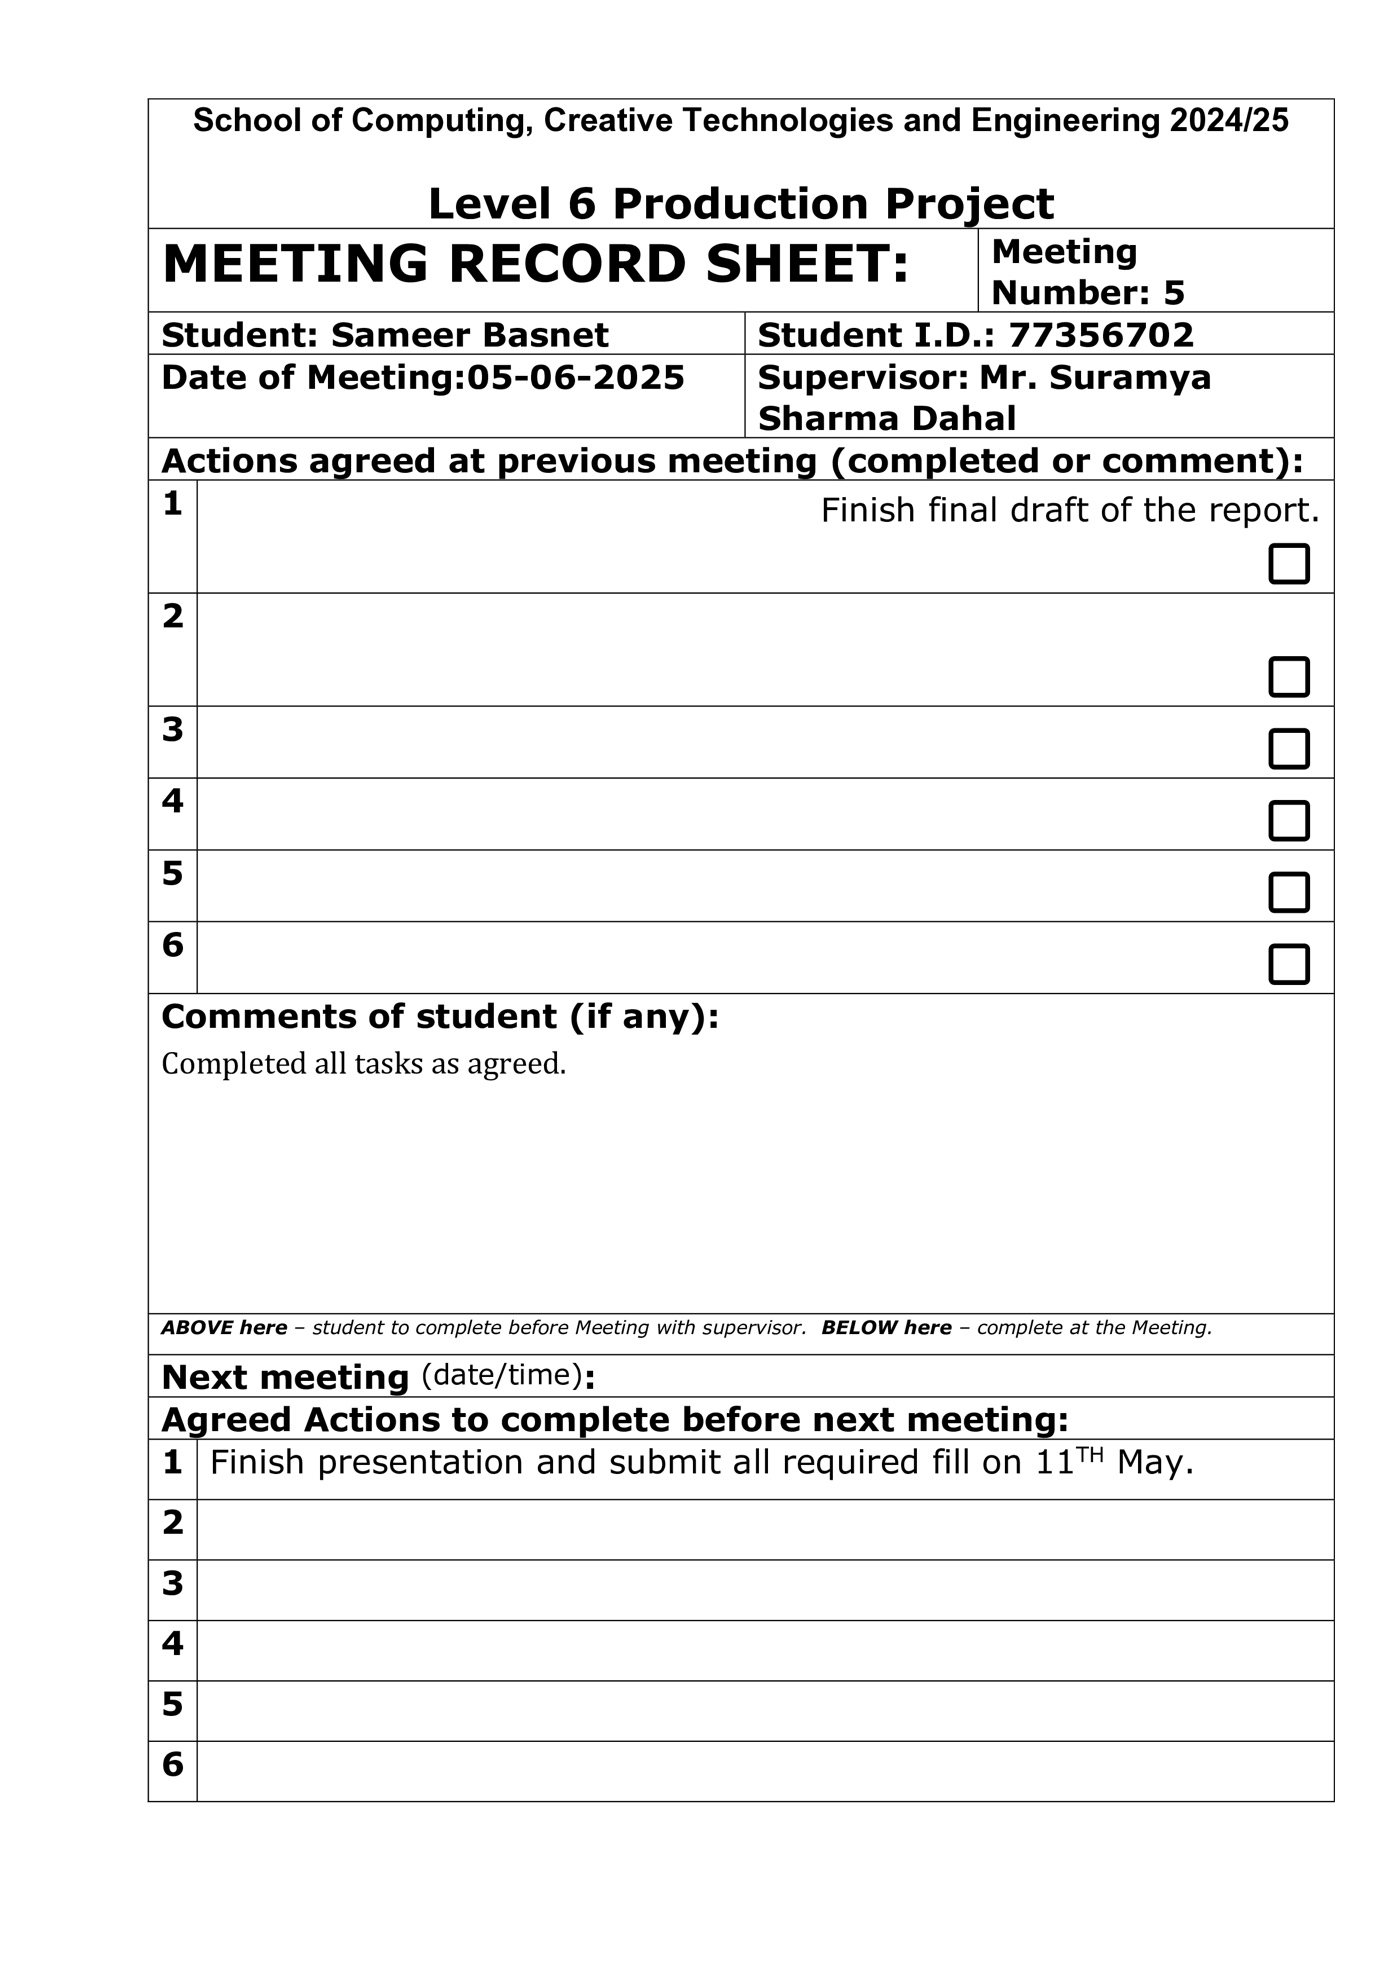 School of Computing, Creative Technologies and Engineering 2024/25
Level 6 Production Project
MEETING RECORD SHEET:
Meeting
Number: 5
Student: Sameer Basnet
Student I.D.: 77356702
Date of Meeting:05-06-2025
Supervisor: Mr. Suramya
Sharma Dahal
Actions agreed at previous meeting (completed or comment):
1
Finish final draft of the report.
2
3
4
5
6
Comments of student (if any):
Completed all tasks as agreed.
ABOVE here – student to complete before Meeting with supervisor. BELOW here – complete at the Meeting.
Next meeting (date/time):
Agreed Actions to complete before next meeting:
1 Finish presentation and submit all required fill on 11TH May.
2
3
4
5
6